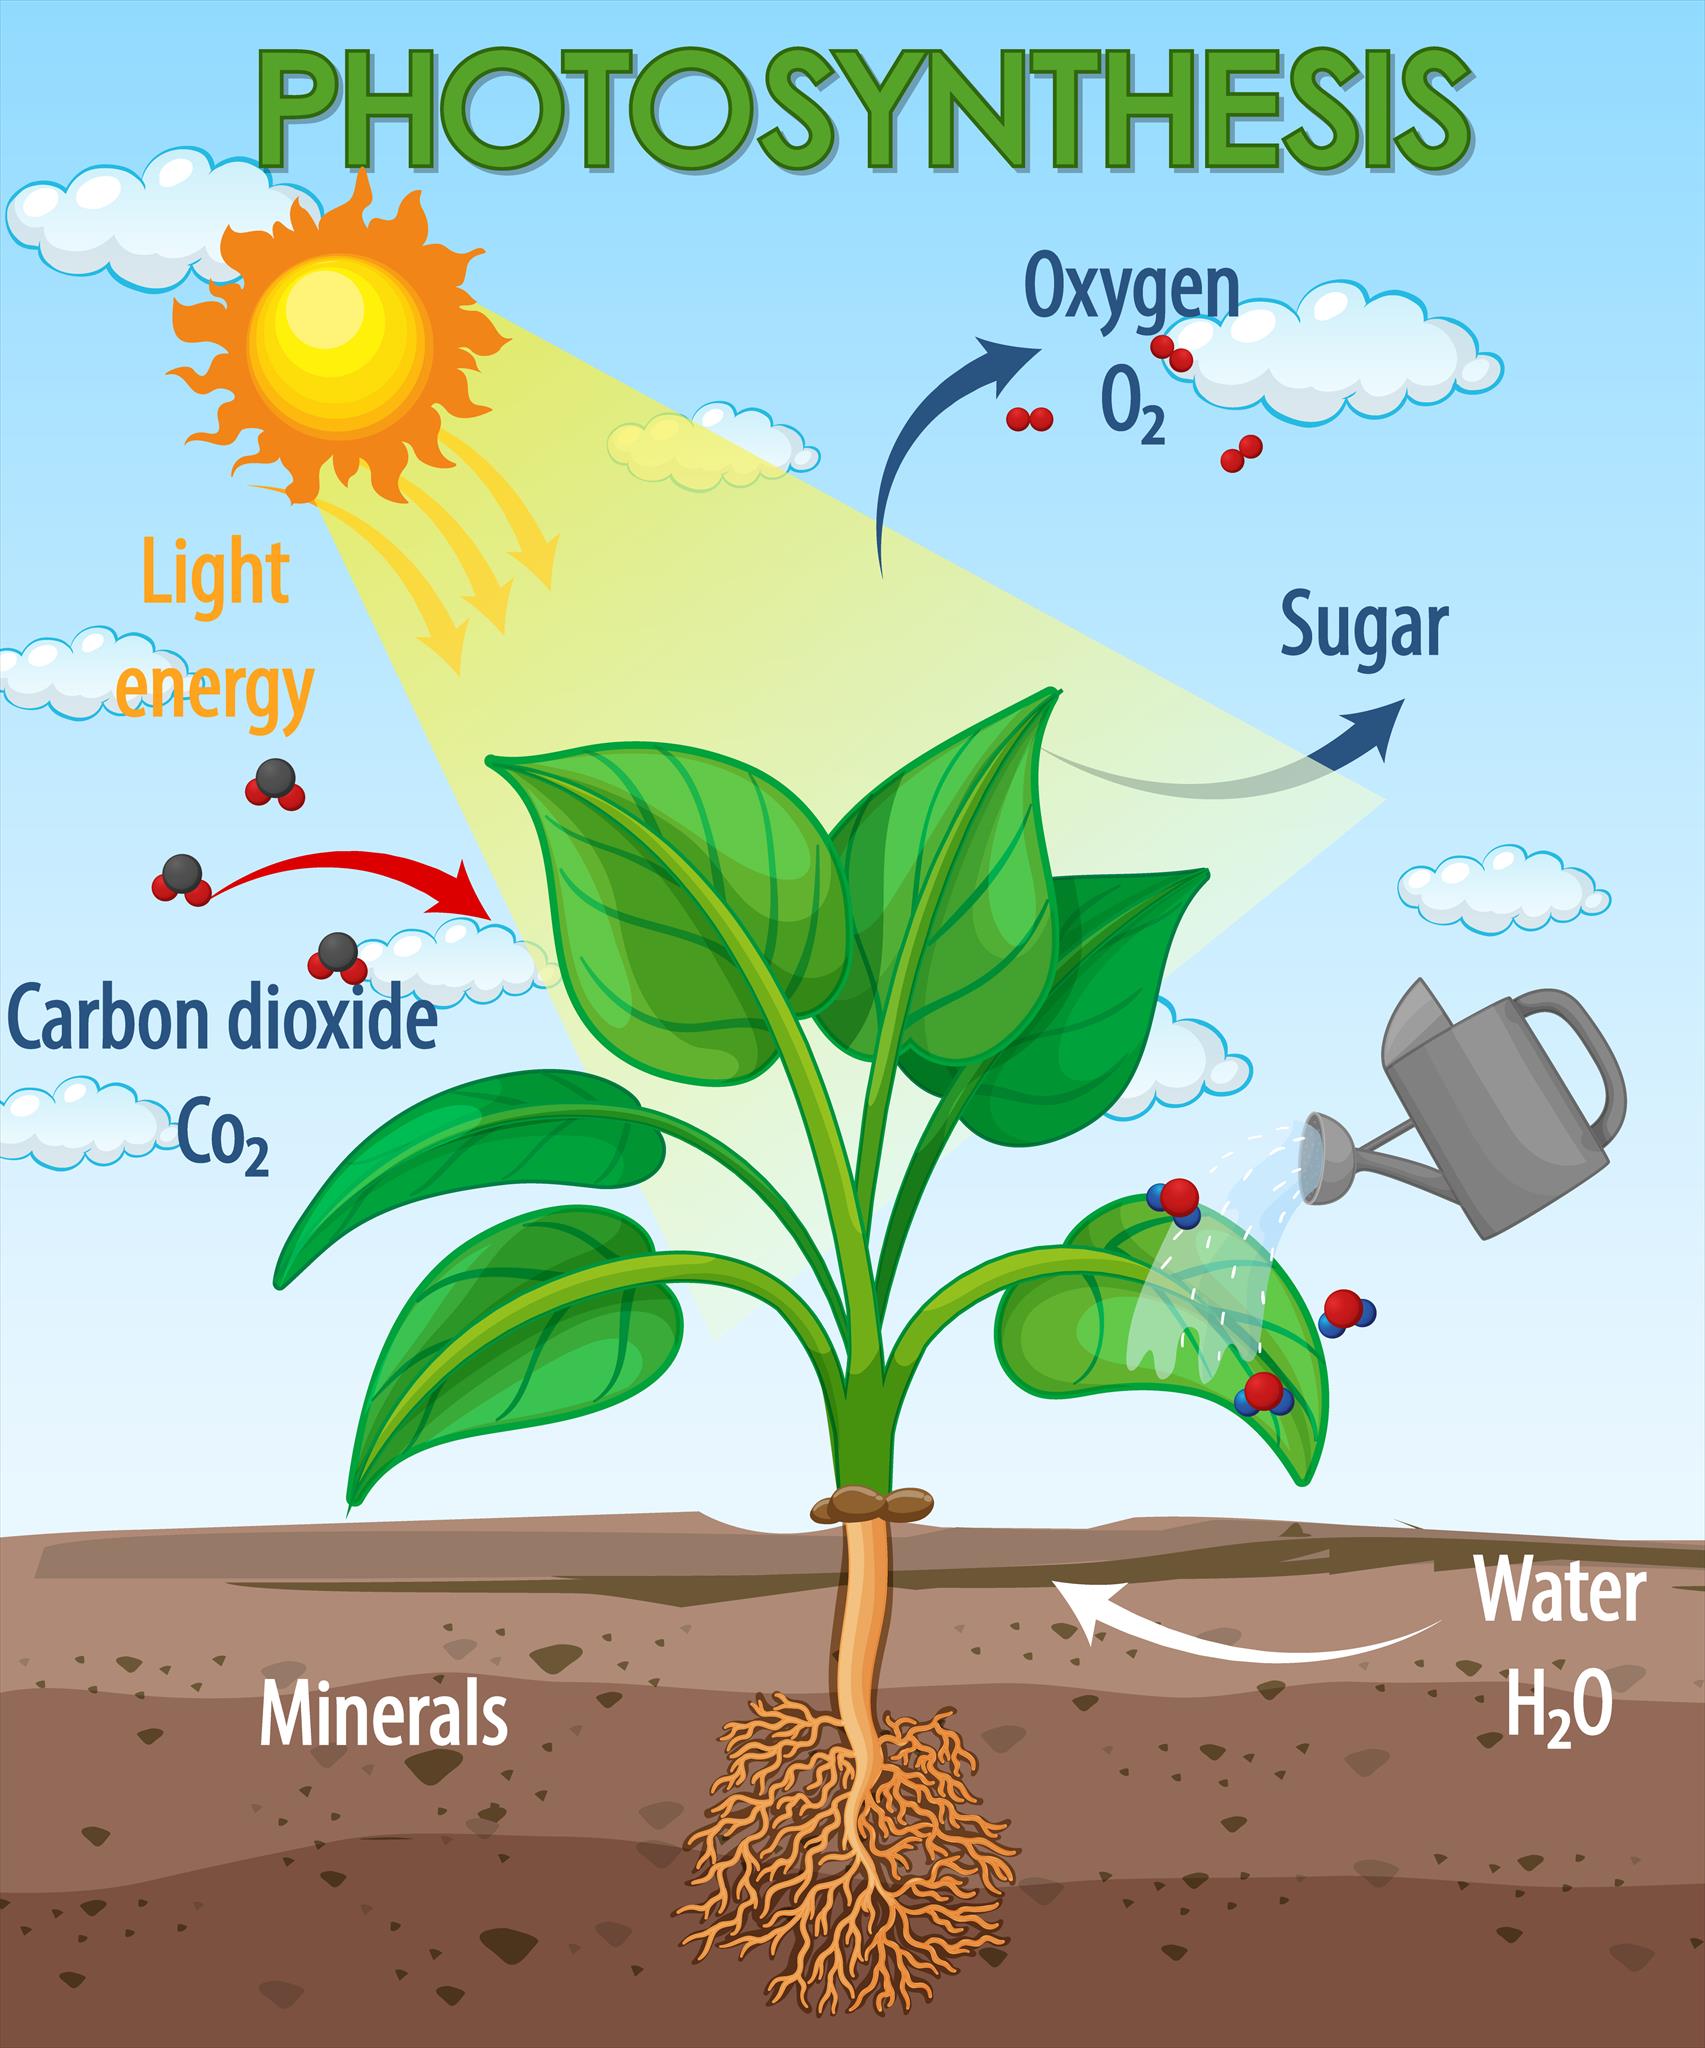 PHOTOSYNTHESIS
Oxygen
O₂
Light
energy
Sugar
Carbon dioxide
Co₂
Water
H₂O
Minerals